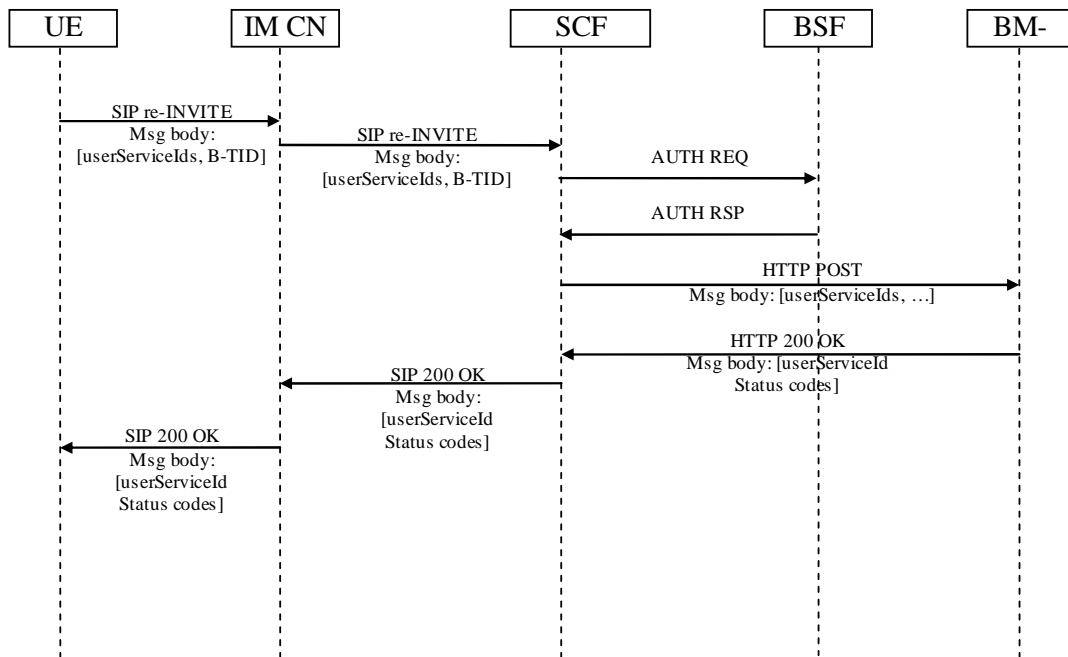 UE
IM CN
SCF
BSF
BM-
SIP re-INVITE
Msg body:
[userServiceIds, B-TID]
SIP re-INVITE
Msg body:
[userServiceIds, B-TID]
AUTH REQ
AUTH RSP
HTTP POST
Msg body: [userServiceIds, …]
HTTP 200 OK
Msg body: [userServiceId
Status codes]
SIP 200 OK
Msg body:
[userServiceId
Status codes]
SIP 200 OK
Msg body:
[userServiceId
Status codes]